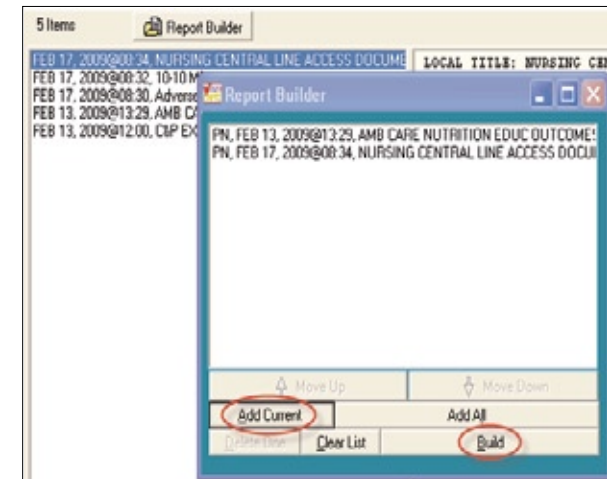 5 Items
Report Builder
FEB 17, 2009@08:34, NURSING CENTRAL LINE ACCESS DOCUME
LOCAL TITLE: NURSING CEN
FEB 17, 2009@08:32, 10-10 M
FEB 17, 2009@08:30, Adverse
FEB 13, 2009@13:29, AMB CA
FEB 13, 2009@12:00, C&P EX
Report Builder
PN, FEB 13, 2009@13:29, AMB CARE NUTRITION EDUC OUTCOMES
PN, FEB 17, 2009@08:34, NURSING CENTRAL LINE ACCESS DOCU
Move Up
Move Down
Add Current
Add All
Delete Line
Clear List
Build